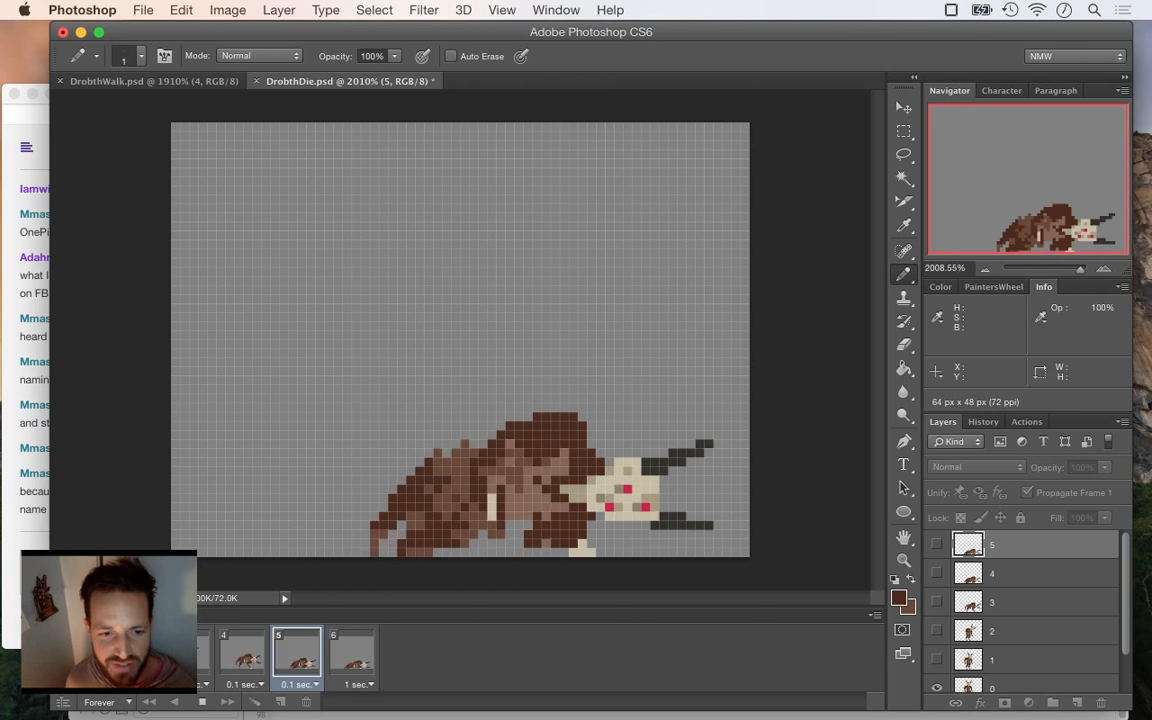 Photoshop File Edit Image Layer Type Select Filter 3D View Window Help
Adobe Photoshop CS6
1 Mode: Normal Opacity: 100% Auto Erase NMW
DrobthWalk.psd @ 1910% (4, RGB/8) DrobthDie.psd @ 2010% (5, RGB/8) *
Navigator Character Paragraph
Iamwi
Mmas
OnePi
Adahr
what I
on FB
Mmas
heard
Mmas
namin
Mmas
and st
Mmas
Mmas
becau
name
2008.55%
Color PaintersWheel Info
H:
S:
B:
Op: 100%
X:
Y:
W:
H:
64 px x 48 px (72 ppi)
Layers History Actions
Kind
Normal Opacity: 100%
Unify: Propagate Frame 1
Lock: Fill: 100%
5
4
3
2
1
0
00K/72.0K
4 5 6
0.1 sec. 0.1 sec. 1 sec.
Forever
98